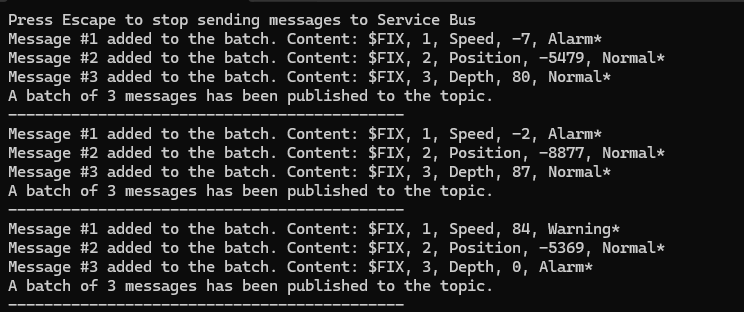 Press Escape to stop sending messages to Service Bus
Message #1 added to the batch. Content: $FIX, 1, Speed, -7, Alarm*
Message #2 added to the batch. Content: $FIX, 2, Position, -5479, Normal*
Message #3 added to the batch. Content: $FIX, 3, Depth, 80, Normal*
A batch of 3 messages has been published to the topic.
--------------------------------------------
Message #1 added to the batch. Content: $FIX, 1, Speed, -2, Alarm*
Message #2 added to the batch. Content: $FIX, 2, Position, -8877, Normal*
Message #3 added to the batch. Content: $FIX, 3, Depth, 87, Normal*
A batch of 3 messages has been published to the topic.
--------------------------------------------
Message #1 added to the batch. Content: $FIX, 1, Speed, 84, Warning*
Message #2 added to the batch. Content: $FIX, 2, Position, -5369, Normal*
Message #3 added to the batch. Content: $FIX, 3, Depth, 0, Alarm*
A batch of 3 messages has been published to the topic.
--------------------------------------------